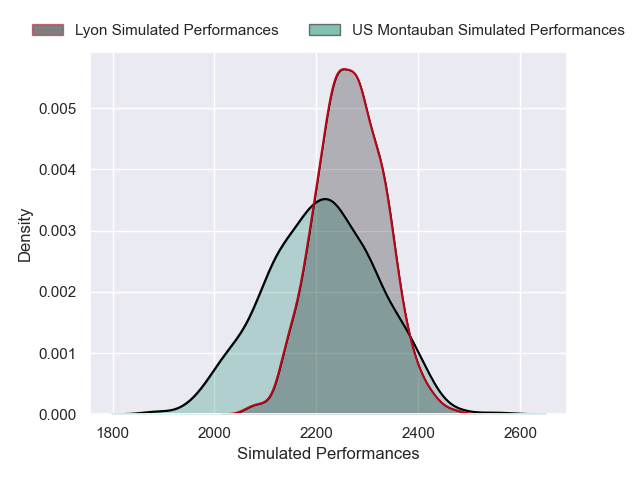 Lyon Simulated Performances
US Montauban Simulated Performances
Density
0.005
0.004
0.003
0.002
0.001
0.000
1800 2000 2200 2400 2600
Simulated Performances